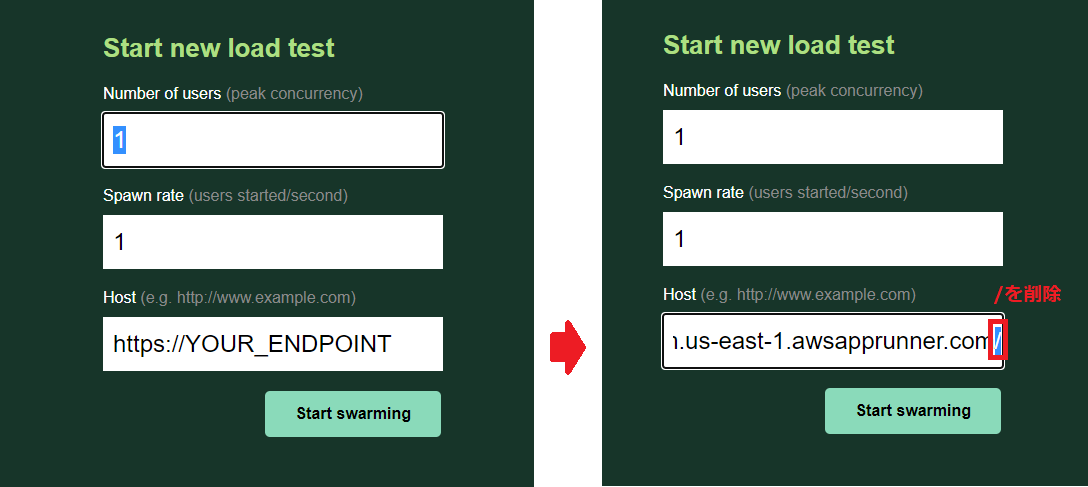 Start new load test
Number of users (peak concurrency)
1
Spawn rate (users started/second)
1
Host (e.g. http://www.example.com)
https://YOUR_ENDPOINT
Start swarming
Start new load test
Number of users (peak concurrency)
1
Spawn rate (users started/second)
1
Host (e.g. http://www.example.com)
/を削除
.us-east-1.awsapprunner.com/
Start swarming